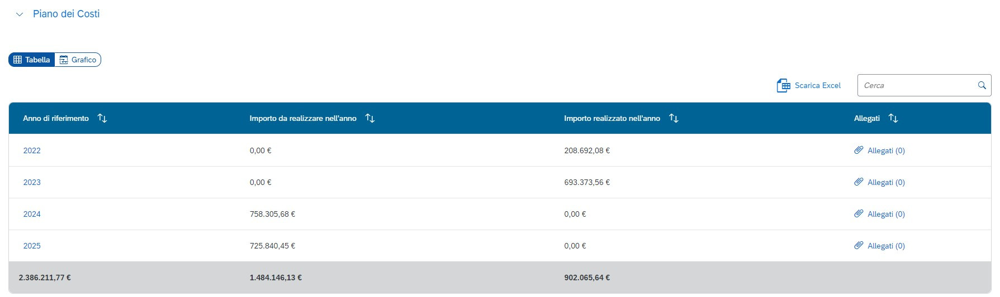 Piano dei Costi
Tabella Grafico
Scarica Excel Cerca
Anno di riferimento Importo da realizzare nell'anno Importo realizzato nell'anno Allegati
2022 0,00 € 208.692,08 € Allegati (0)
2023 0,00 € 693.373,56 € Allegati (0)
2024 758.305,68 € 0,00 € Allegati (0)
2025 725.840,45 € 0,00 € Allegati (0)
2.386.211,77 € 1.484.146,13 € 902.065,64 €